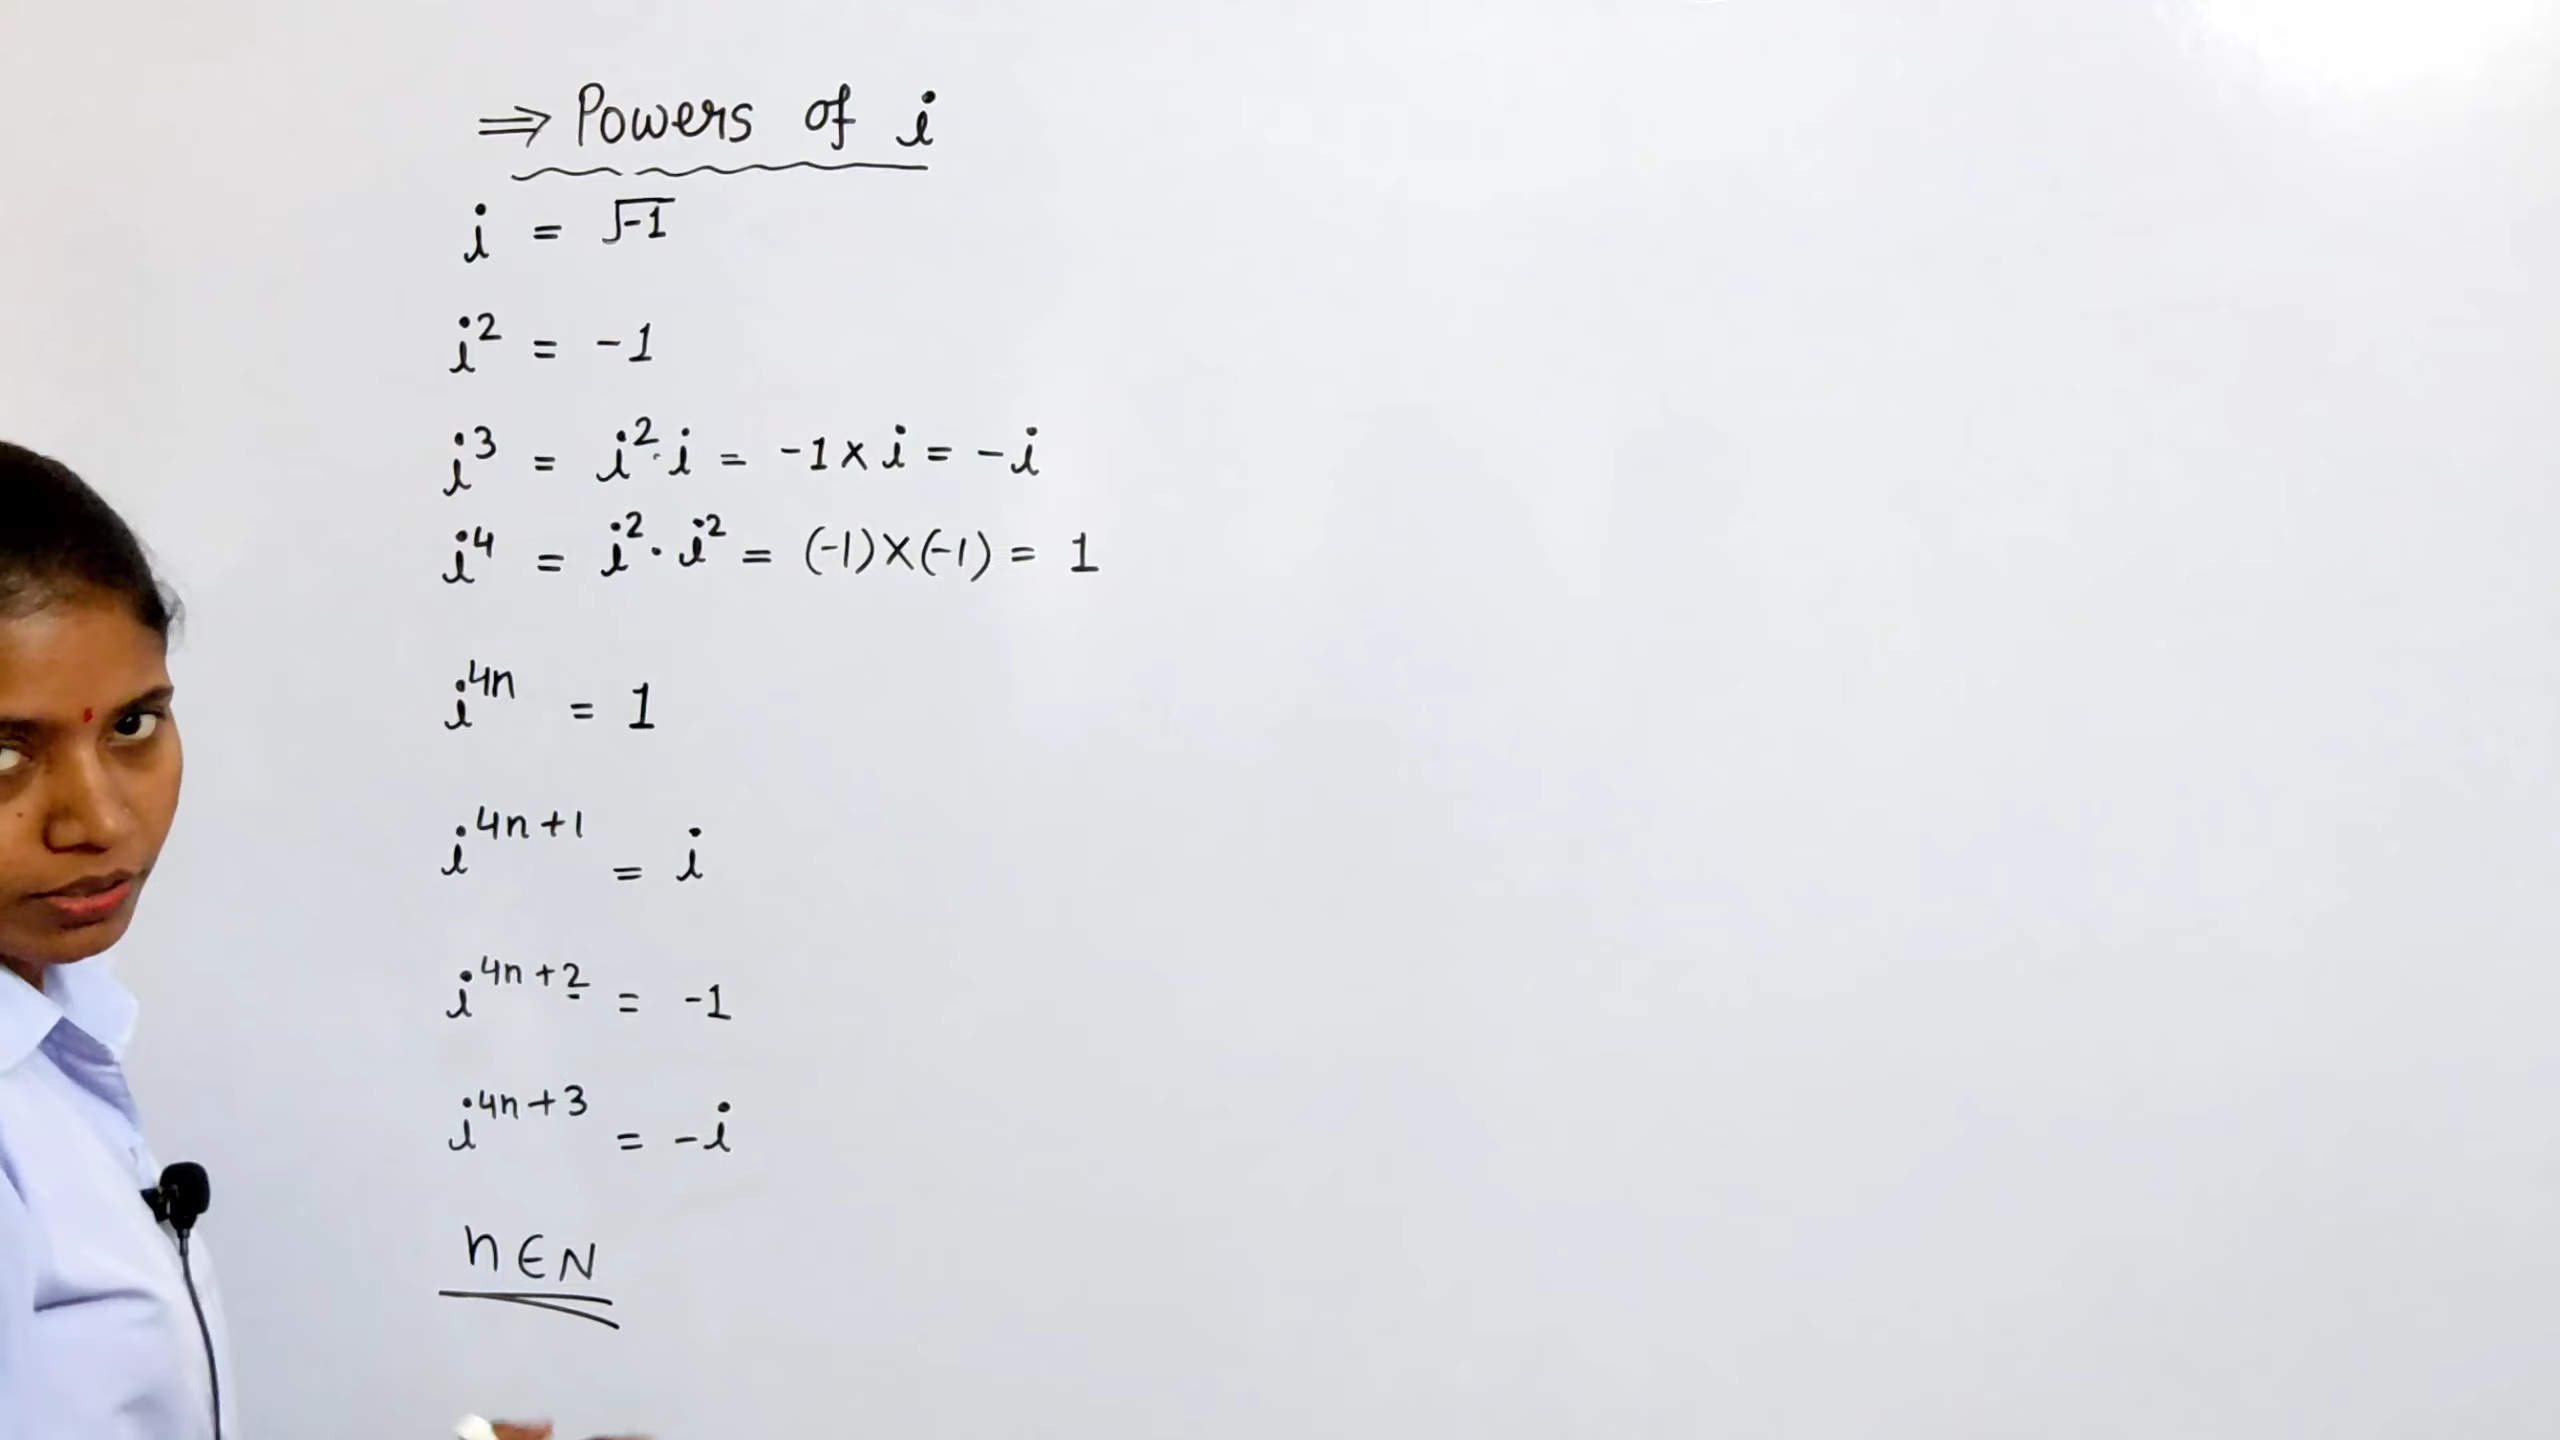 ⇒ Powers of i
i = √-1
i² = -1
i³ = i²·i = -1 × i = -i
i⁴ = i²·i² = (-1)×(-1) = 1
i⁴ⁿ = 1
i⁴ⁿ⁺¹ = i
i⁴ⁿ⁺² = -1
i⁴ⁿ⁺³ = -i
n∈N